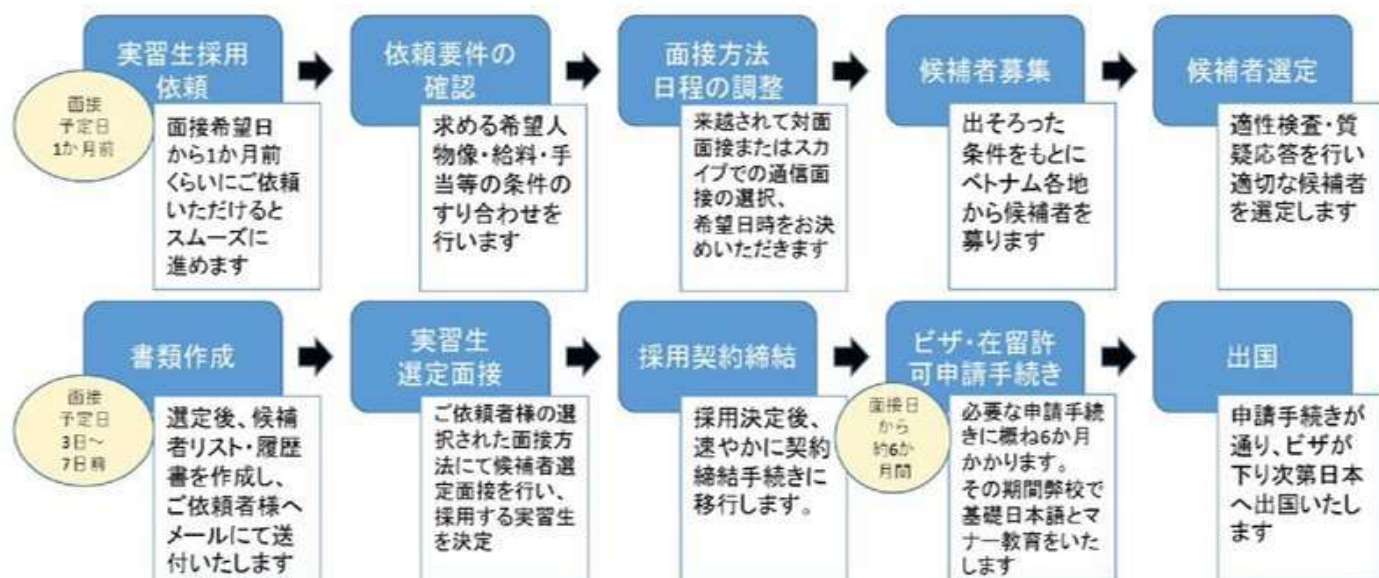 実習生採用
依頼
面接
予定日
1か月前
面接希望日
から1か月前
くらいにご依頼
いただけると
スムーズに
進めます
依頼要件の
確認
求める希望人
物像・給料・手
当等の条件の
すり合わせを
行います
面接方法
日程の調整
来越されて対面
面接またはスカ
イプでの通信面
接の選択、
希望日時をお決
めいただきます
候補者募集
出そろった
条件をもとに
ベトナム各地
から候補者を
募ります
候補者選定
適性検査・質
疑応答を行い
適切な候補者
を選定します
書類作成
面接
予定日
3日～
7日前
選定後、候補
者リスト・履歴
書を作成し、
ご依頼者様へ
メールにて送
付いたします
実習生
選定面接
ご依頼者様の選
択された面接方
法にて候補者選
定面接を行い、
採用する実習生
を決定
採用契約締結
採用決定後、
速やかに契約
締結手続きに
移行します。
ビザ・在留許
可申請手続き
面接日
から
約6か
月間
必要な申請手続
きに概ね6か月
かかります。
その期間弊校で
基礎日本語とマ
ナー教育をいた
します
出国
申請手続きが
通り、ビザが
下り次第日本
へ出国いたし
ます